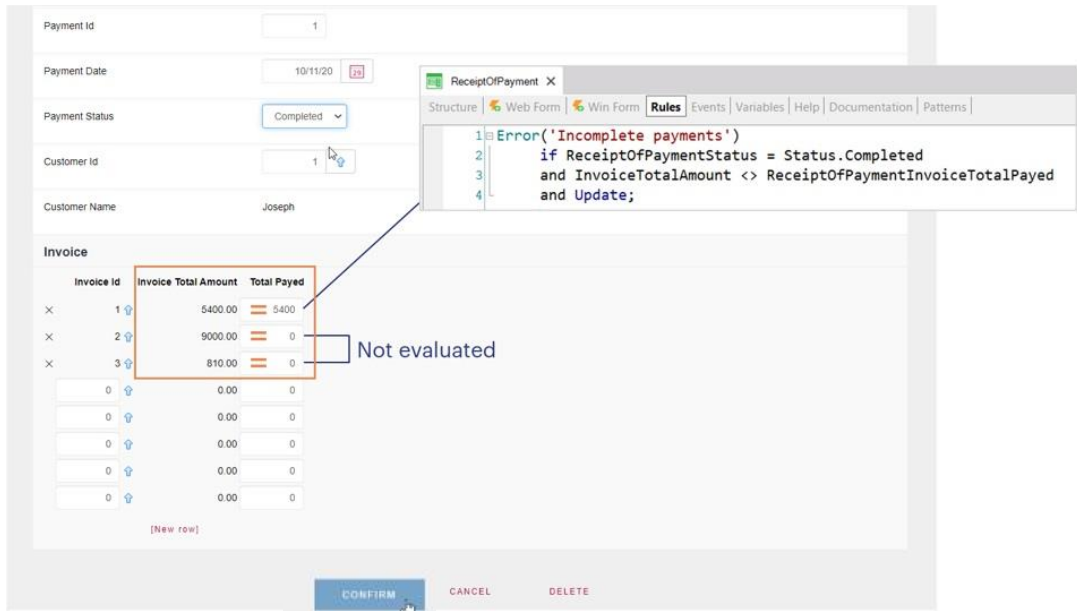 Payment Id 1
Payment Date 10/11/20
Payment Status Completed
Customer Id 1
Customer Name Joseph
ReceiptOfPayment X
Structure Web Form Win Form Rules Events Variables Help Documentation Patterns
1 Error('Incomplete payments')
2 if ReceiptOfPaymentStatus = Status.Completed
3 and InvoiceTotalAmount <> ReceiptOfPaymentInvoiceTotalPayed
4 and Update;
Invoice
Invoice Id Invoice Total Amount Total Payed
1 5400.00 = 5400
2 9000.00 = 0
3 810.00 = 0
Not evaluated
0 0.00 0
0 0.00 0
0 0.00 0
0 0.00 0
0 0.00 0
[New row]
CONFIRM CANCEL DELETE